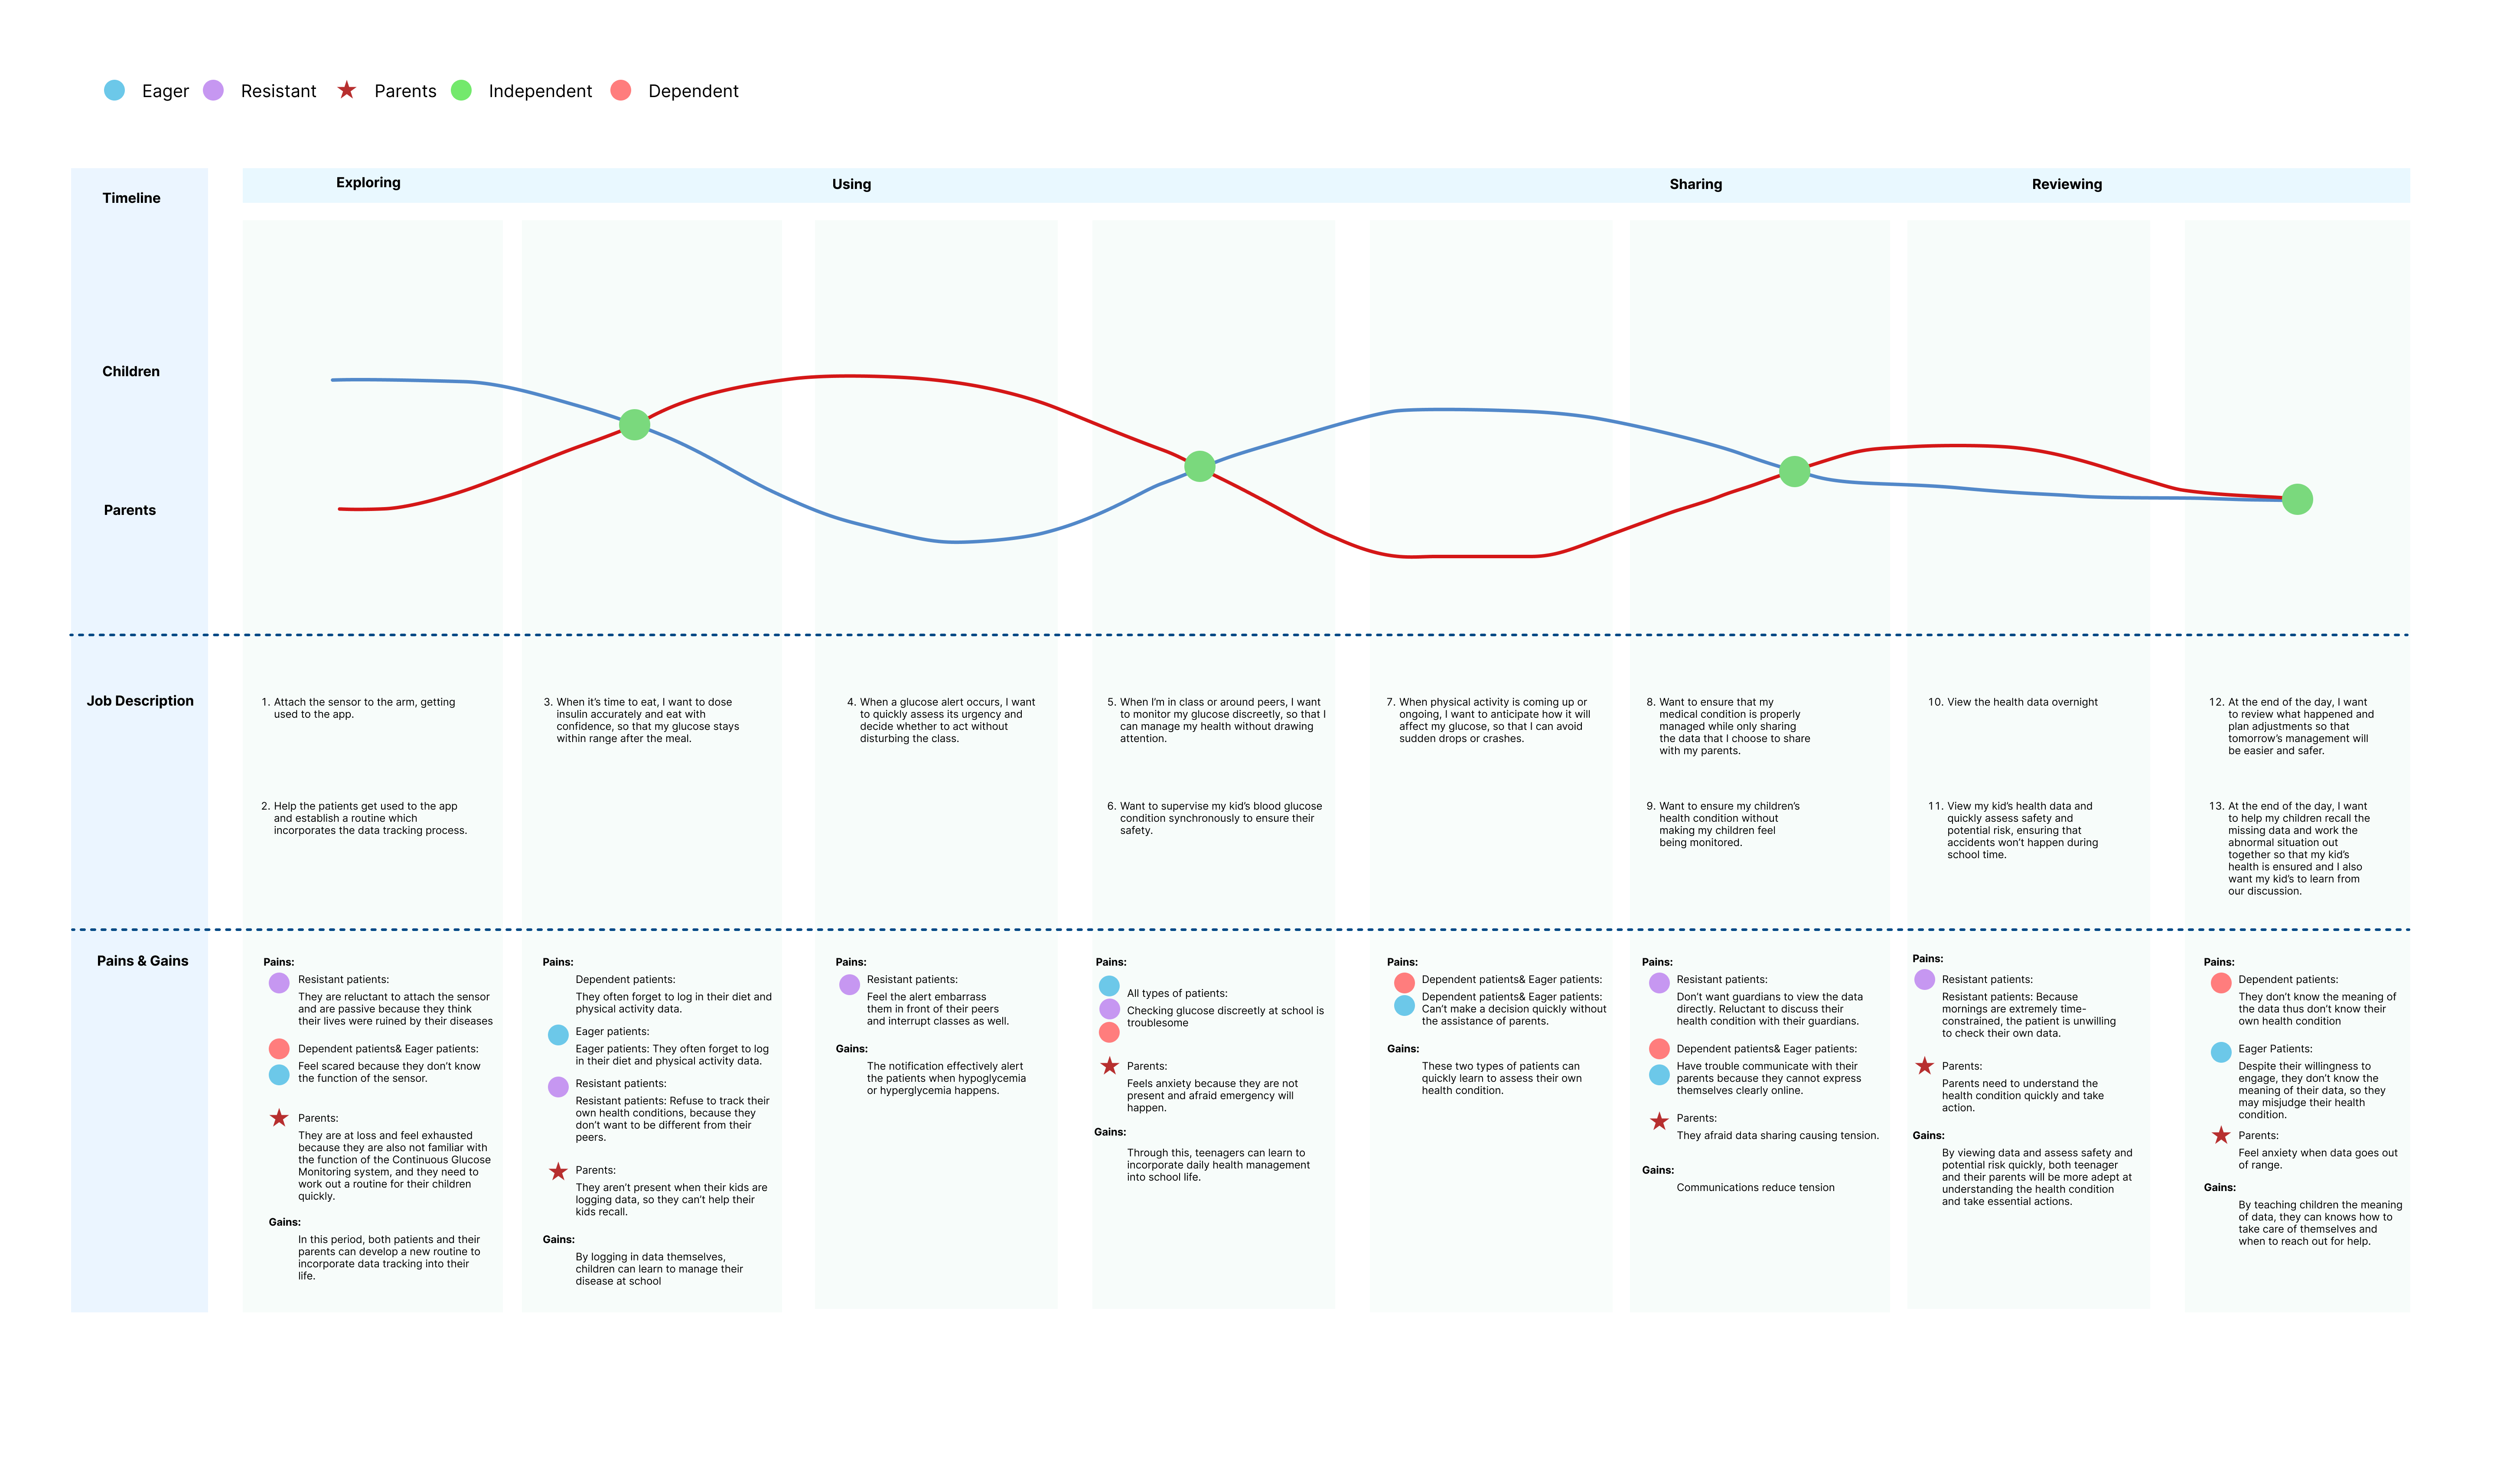 Eager
Resistant
Parents
Independent
Dependent
Timeline
Exploring
Using
Sharing
Reviewing
Children
Parents
Job Description
1. Attach the sensor to the arm, getting
used to the app.
2. Help the patients get used to the app
and establish a routine which
incorporates the data tracking process.
3. When it’s time to eat, I want to dose
insulin accurately and eat with
confidence, so that my glucose stays
within range after the meal.
4. When a glucose alert occurs, I want
to quickly assess its urgency and
decide whether to act without
disturbing the class.
5. When I’m in class or around peers, I want
to monitor my glucose discreetly, so that I
can manage my health without drawing
attention.
6. Want to supervise my kid’s blood glucose
condition synchronously to ensure their
safety.
7. When physical activity is coming up or
ongoing, I want to anticipate how it will
affect my glucose, so that I can avoid
sudden drops or crashes.
8. Want to ensure that my
medical condition is properly
managed while only sharing
the data that I choose to share
with my parents.
9. Want to ensure my children’s
health condition without
making my children feel
being monitored.
10. View the health data overnight
11. View my kid’s health data and
quickly assess safety and
potential risk, ensuring that
accidents won’t happen during
school time.
12. At the end of the day, I want
to review what happened and
plan adjustments so that
tomorrow’s management will
be easier and safer.
13. At the end of the day, I want
to help my children recall the
missing data and work the
abnormal situation out
together so that my kid’s
health is ensured and I also
want my kid’s to learn from
our discussion.
Pains & Gains
Pains:
Resistant patients:
They are reluctant to attach the sensor
and are passive because they think
their lives were ruined by their diseases
Dependent patients& Eager patients:
Feel scared because they don’t know
the function of the sensor.
Parents:
They are at loss and feel exhausted
because they are also not familiar with
the function of the Continuous Glucose
Monitoring system, and they need to
work out a routine for their children
quickly.
Gains:
In this period, both patients and their
parents can develop a new routine to
incorporate data tracking into their
life.
Pains:
Dependent patients:
They often forget to log in their diet and
physical activity data.
Eager patients:
Eager patients: They often forget to log
in their diet and physical activity data.
Resistant patients:
Resistant patients: Refuse to track their
own health conditions, because they
don’t want to be different from their
peers.
Parents:
They aren’t present when their kids are
logging data, so they can’t help their
kids recall.
Gains:
By logging in data themselves,
children can learn to manage their
disease at school
Pains:
Resistant patients:
Feel the alert embarrass
them in front of their peers
and interrupt classes as well.
Gains:
The notification effectively alert
the patients when hypoglycemia
or hyperglycemia happens.
Pains:
All types of patients:
Checking glucose discreetly at school is
troublesome
Parents:
Feels anxiety because they are not
present and afraid emergency will
happen.
Gains:
Through this, teenagers can learn to
incorporate daily health management
into school life.
Pains:
Dependent patients& Eager patients:
Dependent patients& Eager patients:
Can’t make a decision quickly without
the assistance of parents.
Gains:
These two types of patients can
quickly learn to assess their own
health condition.
Pains:
Resistant patients:
Don’t want guardians to view the data
directly. Reluctant to discuss their
health condition with their guardians.
Dependent patients& Eager patients:
Have trouble communicate with their
parents because they cannot express
themselves clearly online.
Parents:
They afraid data sharing causing tension.
Gains:
Communications reduce tension
Pains:
Resistant patients:
Resistant patients: Because
mornings are extremely time-
constrained, the patient is unwilling
to check their own data.
Parents:
Parents need to understand the
health condition quickly and take
action.
Gains:
By viewing data and assess safety and
potential risk quickly, both teenager
and their parents will be more adept at
understanding the health condition
and take essential actions.
Pains:
Dependent patients:
They don’t know the meaning of
the data thus don’t know their
own health condition
Eager Patients:
Despite their willingness to
engage, they don’t know the
meaning of their data, so they
may misjudge their health
condition.
Parents:
Feel anxiety when data goes out
of range.
Gains:
By teaching children the meaning
of data, they can knows how to
take care of themselves and
when to reach out for help.